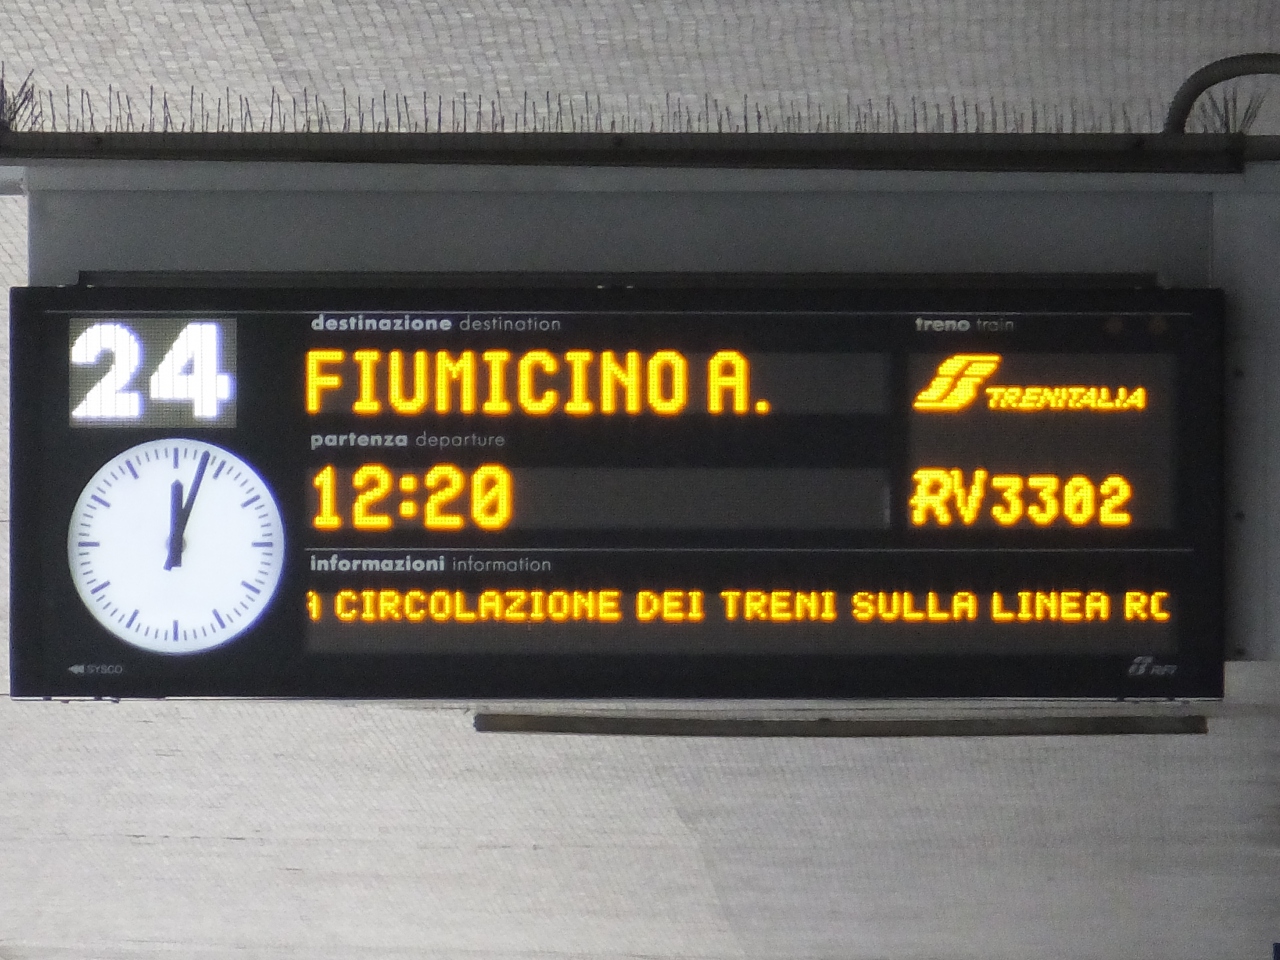 24
destinazione destination
treno train
FIUMICINO A.
TRENITALIA
partenza departure
12:20
RV3302
informazioni information
CIRCOLAZIONE DEI TRENI SULLA LINEA RO
SYSCO
RFI